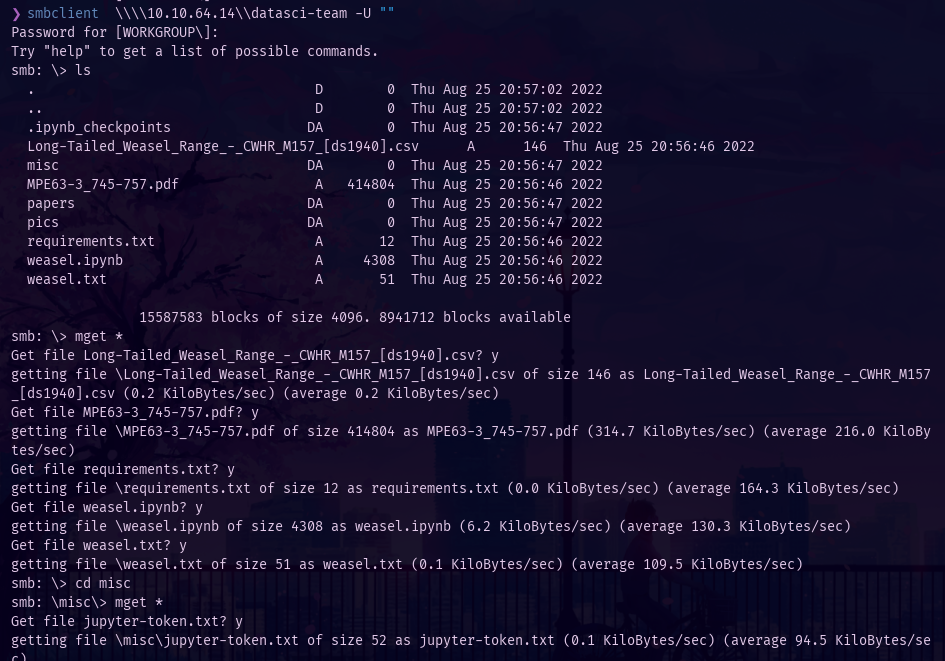 ❯ smbclient  \\\\10.10.64.14\\datasci-team -U ""
Password for [WORKGROUP\]:
Try "help" to get a list of possible commands.
smb: \> ls
  .                                   D        0  Thu Aug 25 20:57:02 2022
  ..                                  D        0  Thu Aug 25 20:57:02 2022
  .ipynb_checkpoints                 DA        0  Thu Aug 25 20:56:47 2022
  Long-Tailed_Weasel_Range_-_CWHR_M157_[ds1940].csv      A      146  Thu Aug 25 20:56:46 2022
  misc                               DA        0  Thu Aug 25 20:56:47 2022
  MPE63-3_745-757.pdf                 A   414804  Thu Aug 25 20:56:46 2022
  papers                             DA        0  Thu Aug 25 20:56:47 2022
  pics                               DA        0  Thu Aug 25 20:56:47 2022
  requirements.txt                    A       12  Thu Aug 25 20:56:46 2022
  weasel.ipynb                        A     4308  Thu Aug 25 20:56:46 2022
  weasel.txt                          A       51  Thu Aug 25 20:56:46 2022
                15587583 blocks of size 4096. 8941712 blocks available
smb: \> mget *
Get file Long-Tailed_Weasel_Range_-_CWHR_M157_[ds1940].csv? y
getting file \Long-Tailed_Weasel_Range_-_CWHR_M157_[ds1940].csv of size 146 as Long-Tailed_Weasel_Range_-_CWHR_M157
_[ds1940].csv (0.2 KiloBytes/sec) (average 0.2 KiloBytes/sec)
Get file MPE63-3_745-757.pdf? y
getting file \MPE63-3_745-757.pdf of size 414804 as MPE63-3_745-757.pdf (314.7 KiloBytes/sec) (average 216.0 KiloBy
tes/sec)
Get file requirements.txt? y
getting file \requirements.txt of size 12 as requirements.txt (0.0 KiloBytes/sec) (average 164.3 KiloBytes/sec)
Get file weasel.ipynb? y
getting file \weasel.ipynb of size 4308 as weasel.ipynb (6.2 KiloBytes/sec) (average 130.3 KiloBytes/sec)
Get file weasel.txt? y
getting file \weasel.txt of size 51 as weasel.txt (0.1 KiloBytes/sec) (average 109.5 KiloBytes/sec)
smb: \> cd misc
smb: \misc\> mget *
Get file jupyter-token.txt? y
getting file \misc\jupyter-token.txt of size 52 as jupyter-token.txt (0.1 KiloBytes/sec) (average 94.5 KiloBytes/se
c)